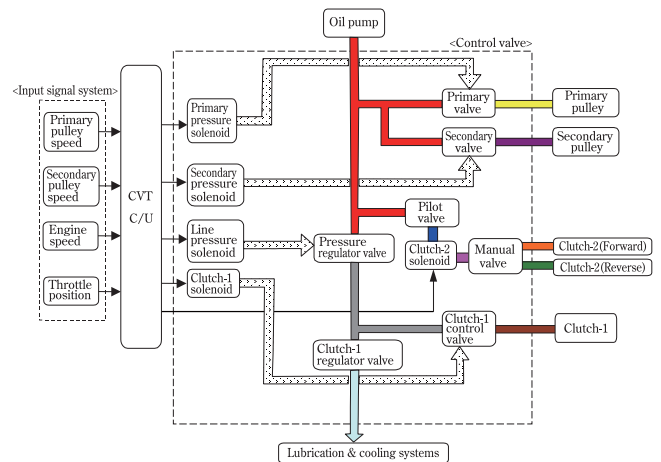 Oil pump
<Control valve>
<Input signal system>
Primary
pulley
speed
Secondary
pulley
speed
Engine
speed
Throttle
position
CVT
C/U
Primary
pressure
solenoid
Secondary
pressure
solenoid
Line
pressure
solenoid
Clutch-1
solenoid
Primary
valve
Primary
pulley
Secondary
valve
Secondary
pulley
Pilot
valve
Pressure
regulator valve
Clutch-2
solenoid
Manual
valve
Clutch-2(Forward)
Clutch-2(Reverse)
Clutch-1
control
valve
Clutch-1
Clutch-1
regulator valve
Lubrication & cooling systems